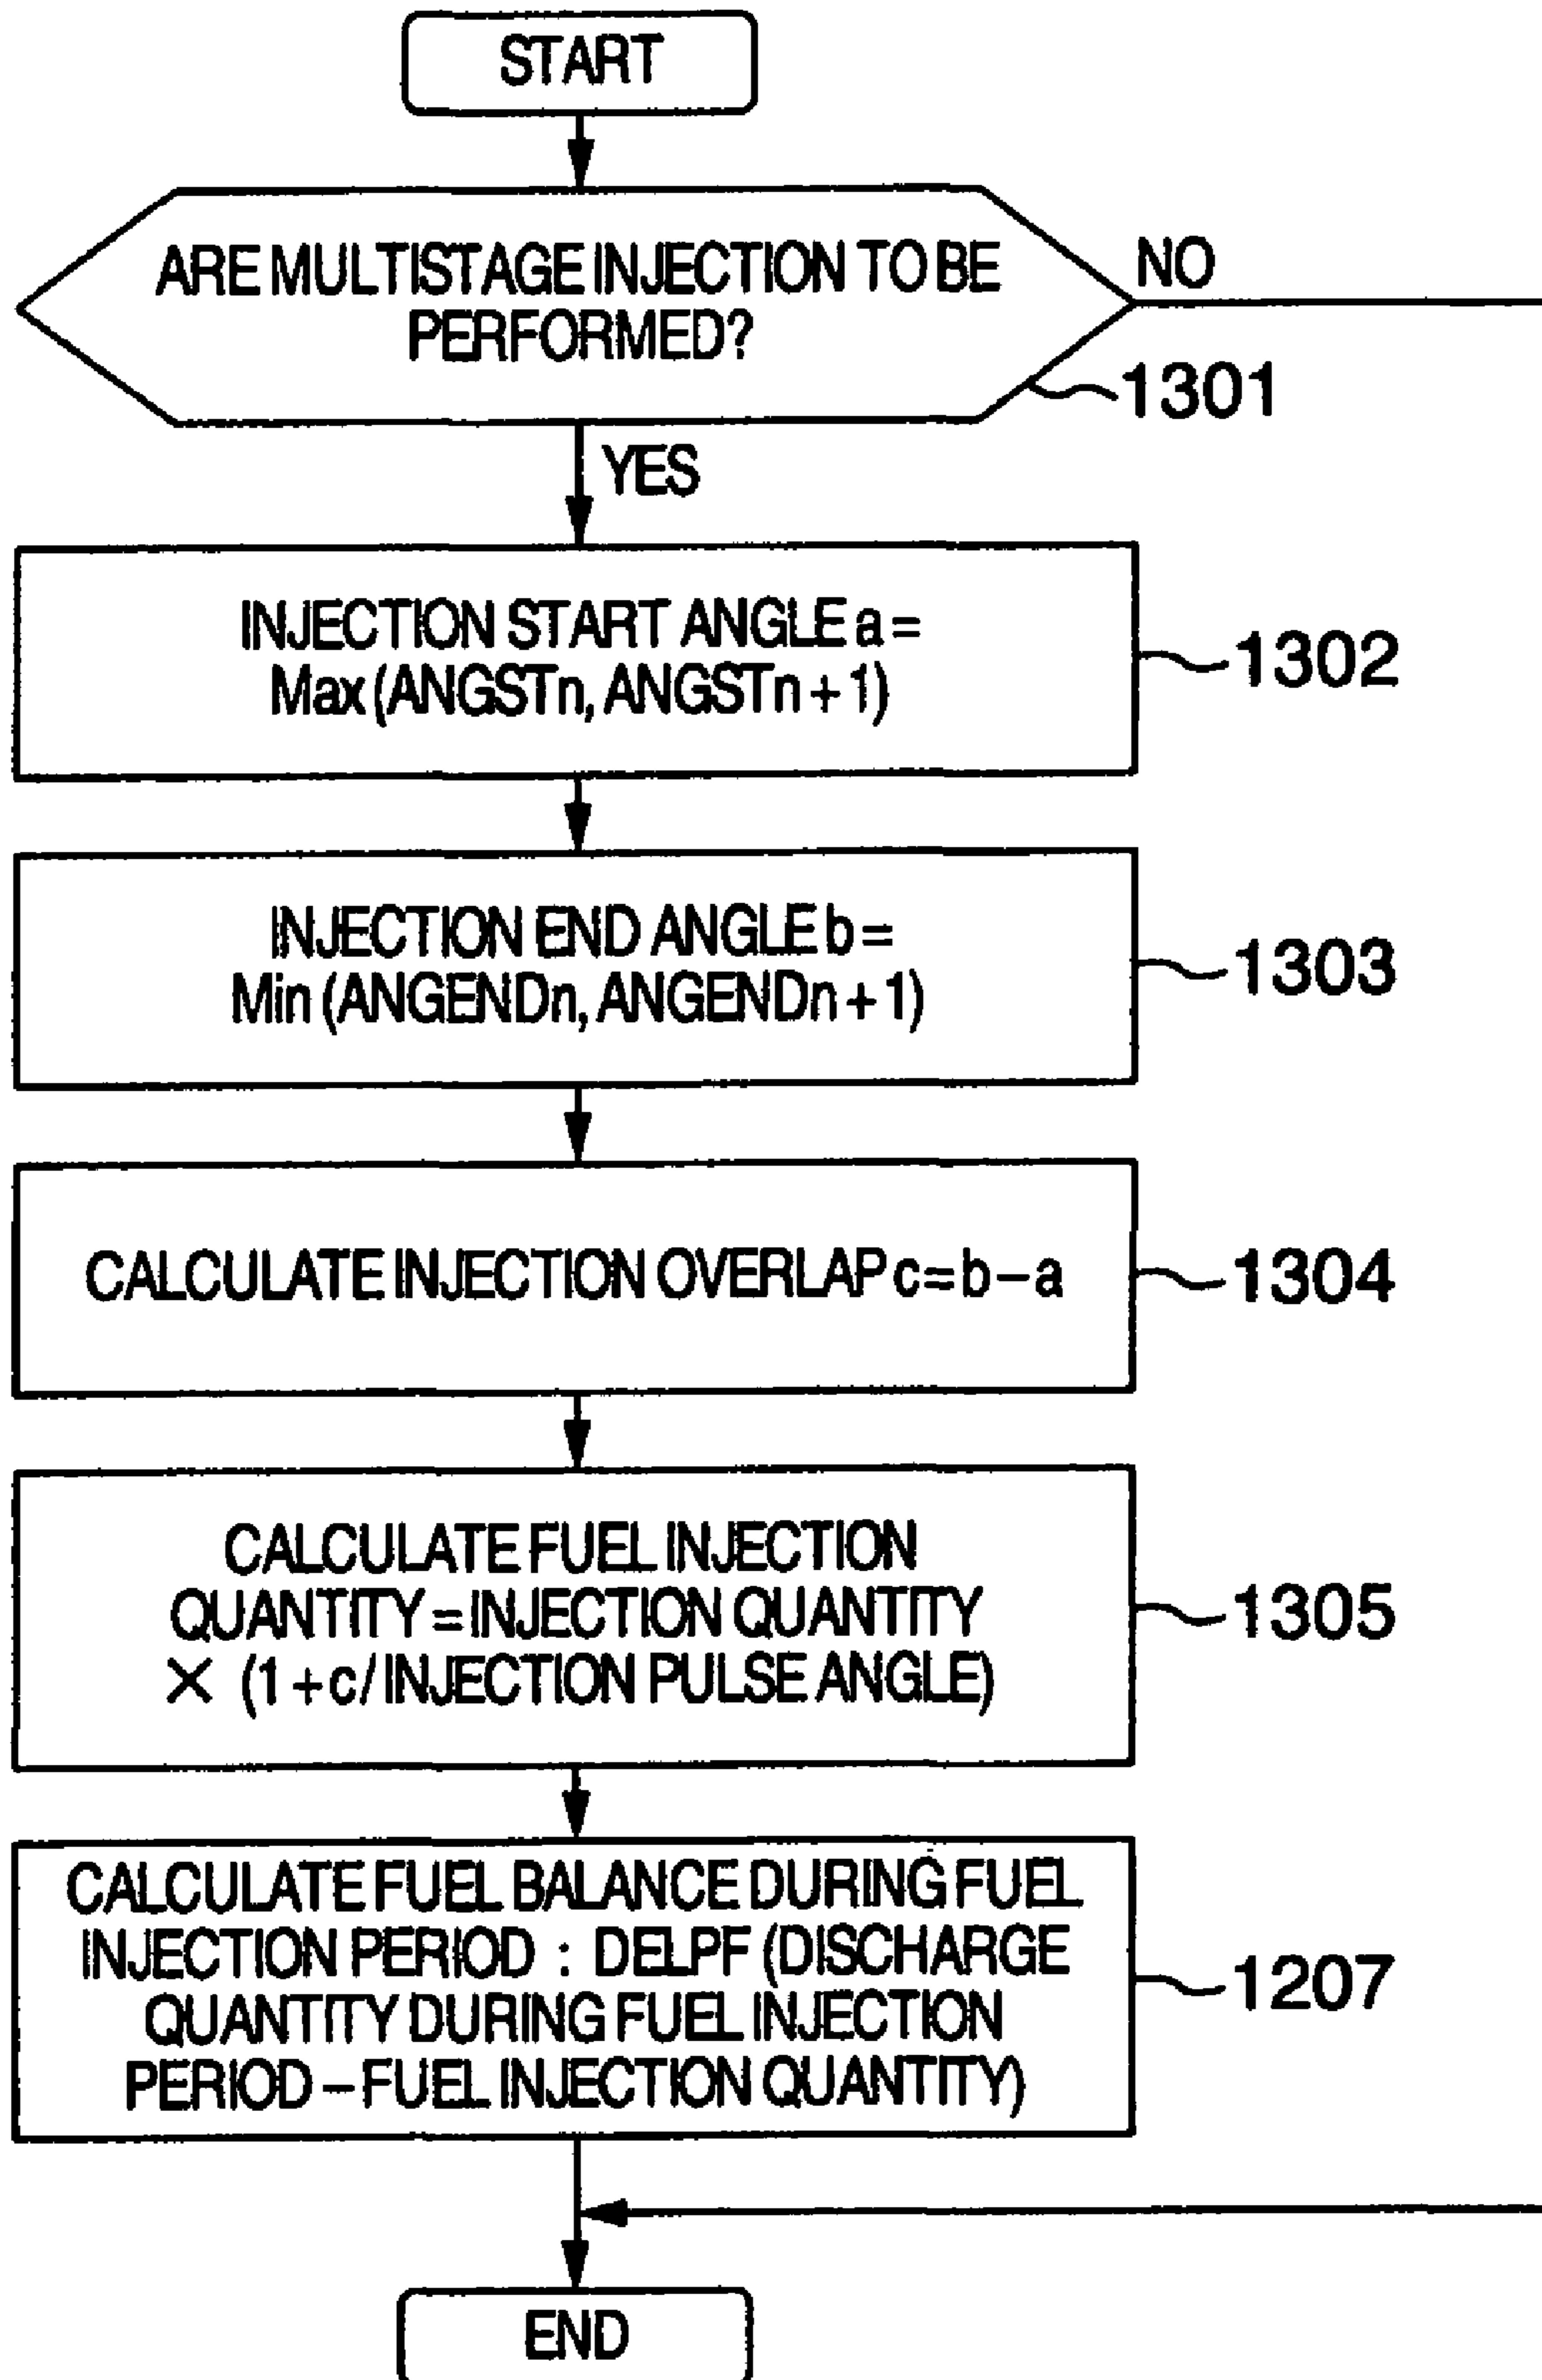 START
ARE MULTISTAGE INJECTION TO BE
PERFORMED?
NO
1301
YES
INJECTION START ANGLE a =
Max (ANGSTn, ANGSTn + 1)
1302
INJECTION END ANGLE b =
Min (ANGENDn, ANGENDn + 1)
1303
CALCULATE INJECTION OVERLAP c = b – a
1304
CALCULATE FUEL INJECTION
QUANTITY = INJECTION QUANTITY
× (1 + c / INJECTION PULSE ANGLE)
1305
CALCULATE FUEL BALANCE DURING FUEL
INJECTION PERIOD : DELPF (DISCHARGE
QUANTITY DURING FUEL INJECTION
PERIOD – FUEL INJECTION QUANTITY)
1207
END